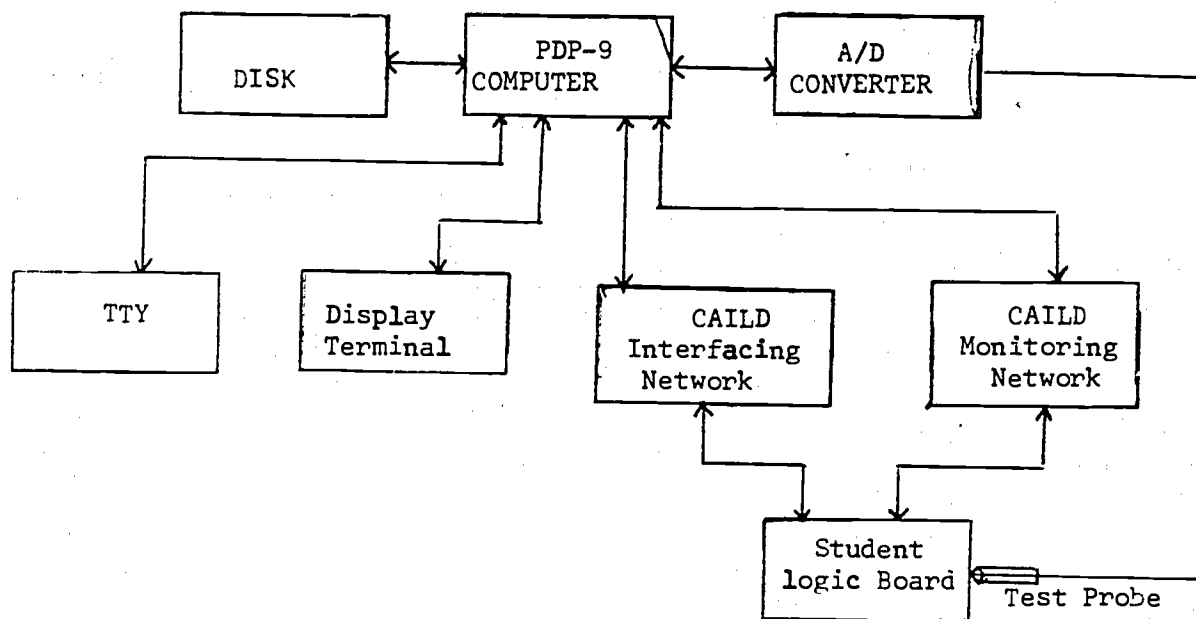 DISK
PDP-9
COMPUTER
A/D
CONVERTER
TTY
Display
Terminal
CAILD
Interfacing
Network
CAILD
Monitoring
Network
Student
logic Board
Test Probe